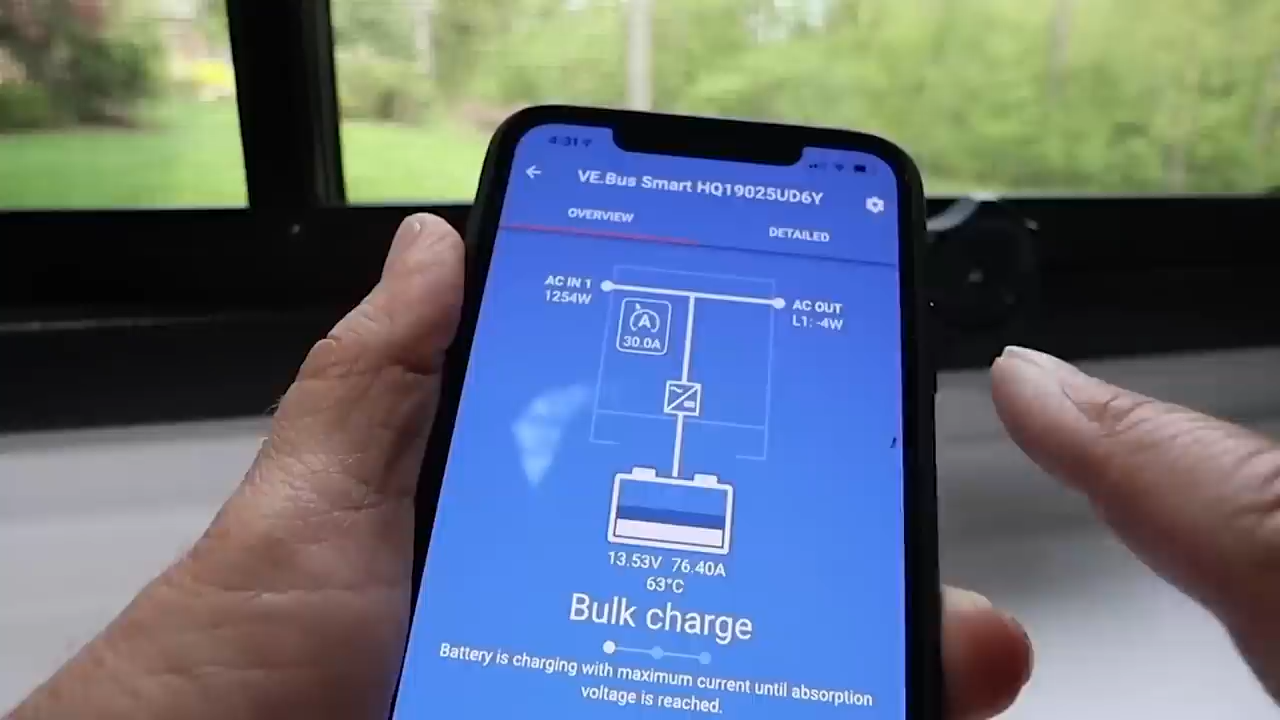 4:31
VE.Bus Smart HQ19025UD6Y
OVERVIEW
DETAILED
AC IN 1
1254W
A
30.0A
AC OUT
L1: -4W
13.53V 76.40A
63°C
Bulk charge
Battery is charging with maximum current until absorption
voltage is reached.